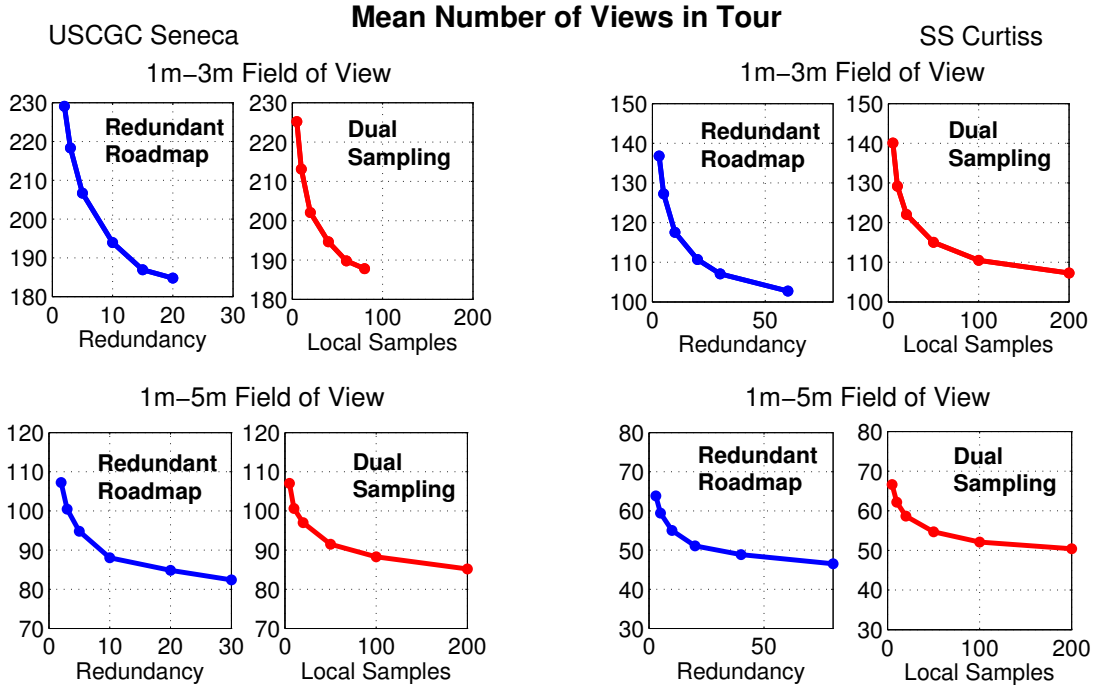 Mean Number of Views in Tour
USCGC Seneca
SS Curtiss
1m−3m Field of View
1m−3m Field of View
230
220
210
200
190
180
0
10
20
30
Redundancy
Redundant
Roadmap
230
220
210
200
190
180
0
100
200
Local Samples
Dual
Sampling
150
140
130
120
110
100
0
50
Redundancy
Redundant
Roadmap
150
140
130
120
110
100
0
100
200
Local Samples
Dual
Sampling
1m−5m Field of View
1m−5m Field of View
120
110
100
90
80
70
0
10
20
30
Redundancy
Redundant
Roadmap
120
110
100
90
80
70
0
100
200
Local Samples
Dual
Sampling
80
70
60
50
40
30
0
50
Redundancy
Redundant
Roadmap
80
70
60
50
40
30
0
100
200
Local Samples
Dual
Sampling